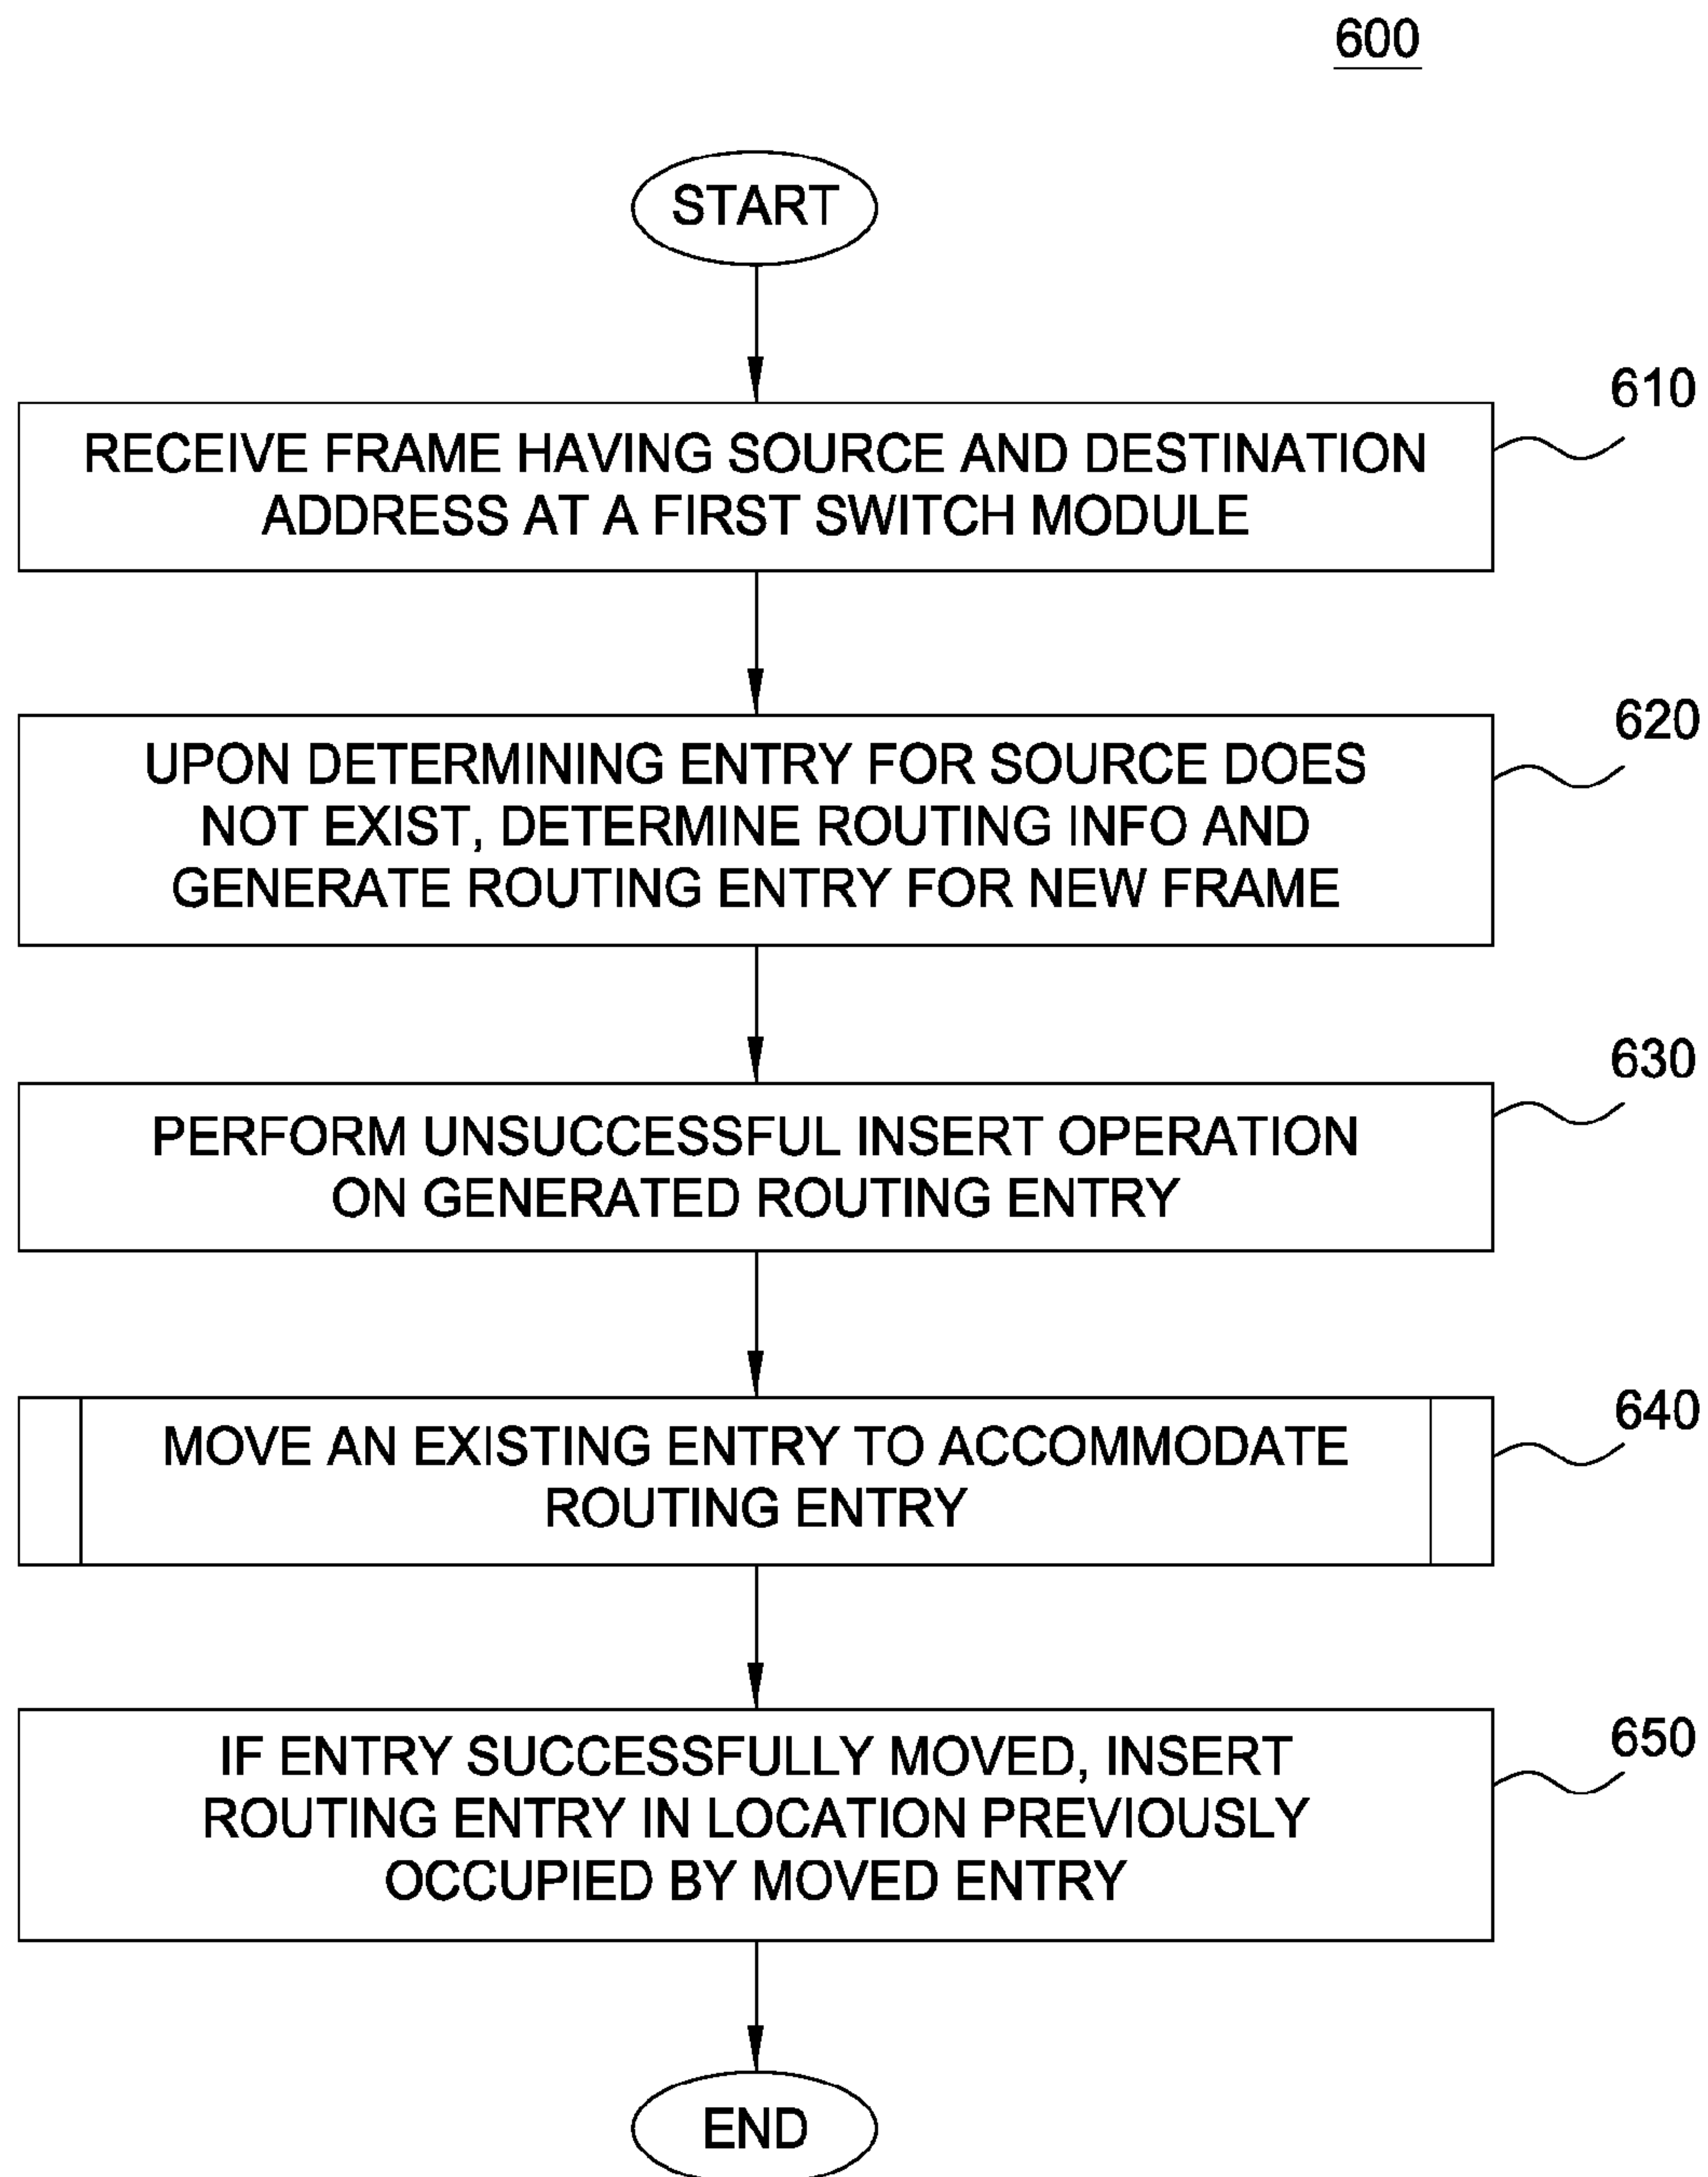 600
START
610
RECEIVE FRAME HAVING SOURCE AND DESTINATION
ADDRESS AT A FIRST SWITCH MODULE
620
UPON DETERMINING ENTRY FOR SOURCE DOES
NOT EXIST, DETERMINE ROUTING INFO AND
GENERATE ROUTING ENTRY FOR NEW FRAME
630
PERFORM UNSUCCESSFUL INSERT OPERATION
ON GENERATED ROUTING ENTRY
640
MOVE AN EXISTING ENTRY TO ACCOMMODATE
ROUTING ENTRY
650
IF ENTRY SUCCESSFULLY MOVED, INSERT
ROUTING ENTRY IN LOCATION PREVIOUSLY
OCCUPIED BY MOVED ENTRY
END